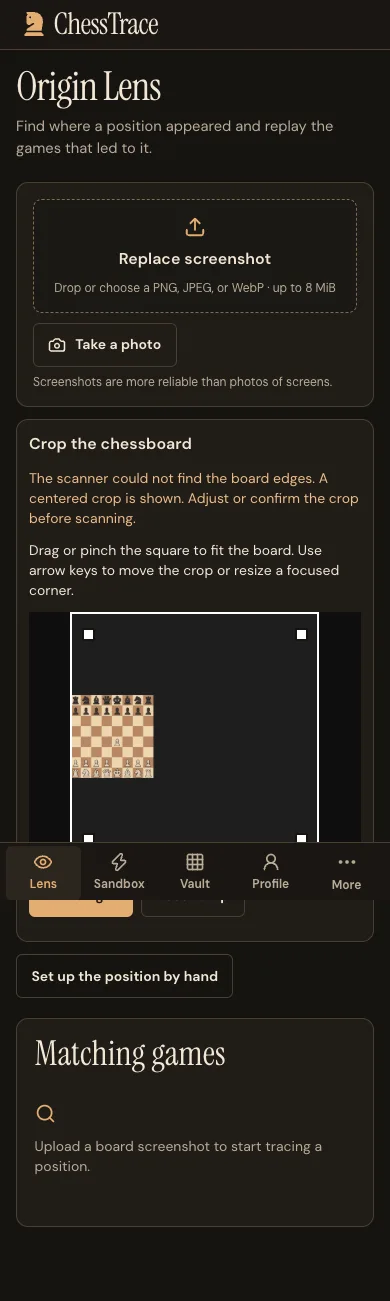 ChessTrace
Origin Lens
Find where a position appeared and replay the
games that led to it.
Replace screenshot
Drop or choose a PNG, JPEG, or WebP · up to 8 MiB
Take a photo
Screenshots are more reliable than photos of screens.
Crop the chessboard
The scanner could not find the board edges. A
centered crop is shown. Adjust or confirm the crop
before scanning.
Drag or pinch the square to fit the board. Use
arrow keys to move the crop or resize a focused
corner.
Lens
Sandbox
Vault
Profile
More
Set up the position by hand
Matching games
Upload a board screenshot to start tracing a
position.